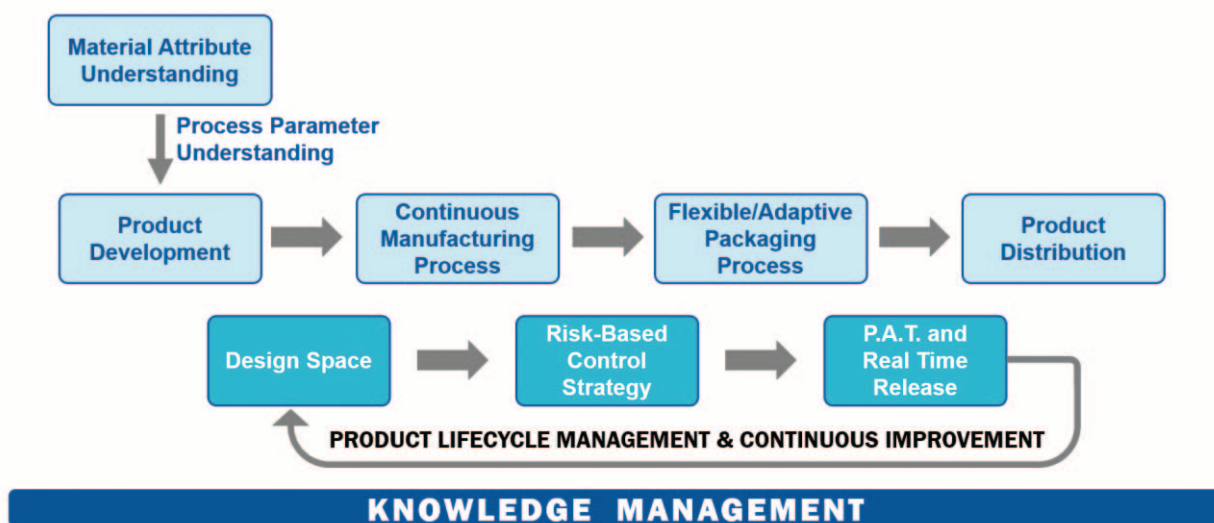 Material Attribute
Understanding
Process Parameter
Understanding
Product
Development
Continuous
Manufacturing
Process
Flexible/Adaptive
Packaging
Process
Product
Distribution
Design Space
Risk-Based
Control
Strategy
P.A.T. and
Real Time
Release
PRODUCT LIFECYCLE MANAGEMENT & CONTINUOUS IMPROVEMENT
KNOWLEDGE MANAGEMENT